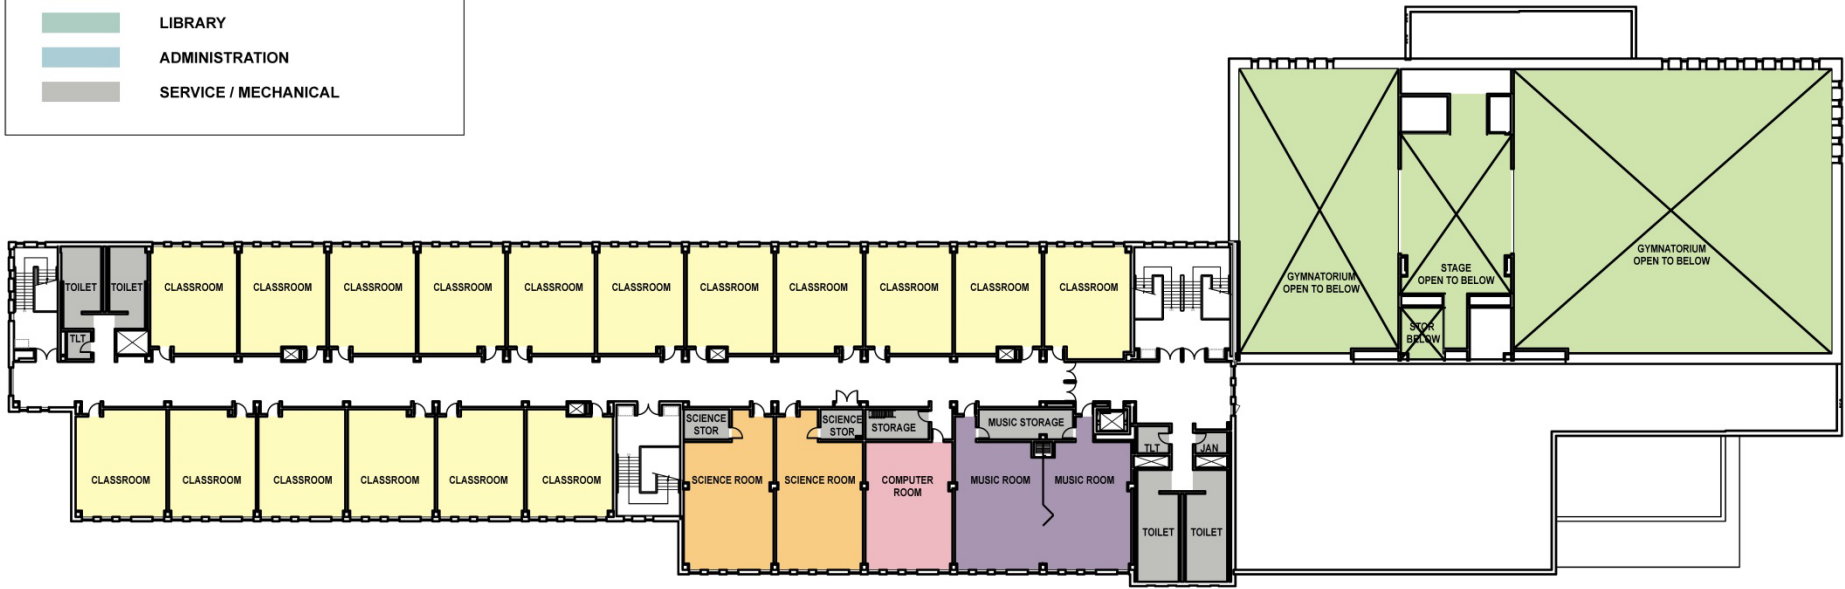 LIBRARY
ADMINISTRATION
SERVICE / MECHANICAL
GYMNATORIUM
OPEN TO BELOW
STAGE
OPEN TO BELOW
GYMNATORIUM
OPEN TO BELOW
STOR
BELOW
TOILET
TOILET
CLASSROOM
CLASSROOM
CLASSROOM
CLASSROOM
CLASSROOM
CLASSROOM
CLASSROOM
CLASSROOM
CLASSROOM
CLASSROOM
CLASSROOM
TLT
SCIENCE
STOR
SCIENCE
STOR
STORAGE
MUSIC STORAGE
TLT
JAN
CLASSROOM
CLASSROOM
CLASSROOM
CLASSROOM
CLASSROOM
CLASSROOM
SCIENCE ROOM
SCIENCE ROOM
COMPUTER
ROOM
MUSIC ROOM
MUSIC ROOM
TOILET
TOILET